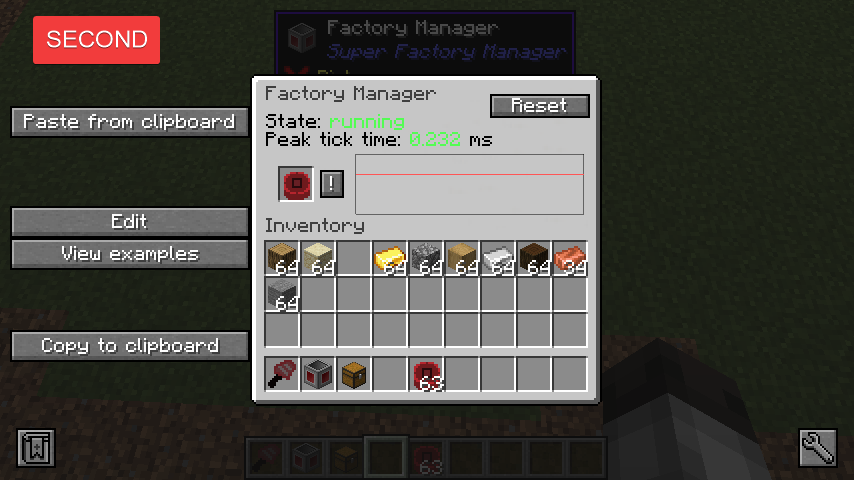 SECOND
Factory Manager
Super Factory Manager
Factory Manager
Reset
State: running
Peak tick time: 0.232 ms
Paste from clipboard
!
Inventory
Edit
View examples
64 64 64 64 64 64 64 34
64
Copy to clipboard
63
63